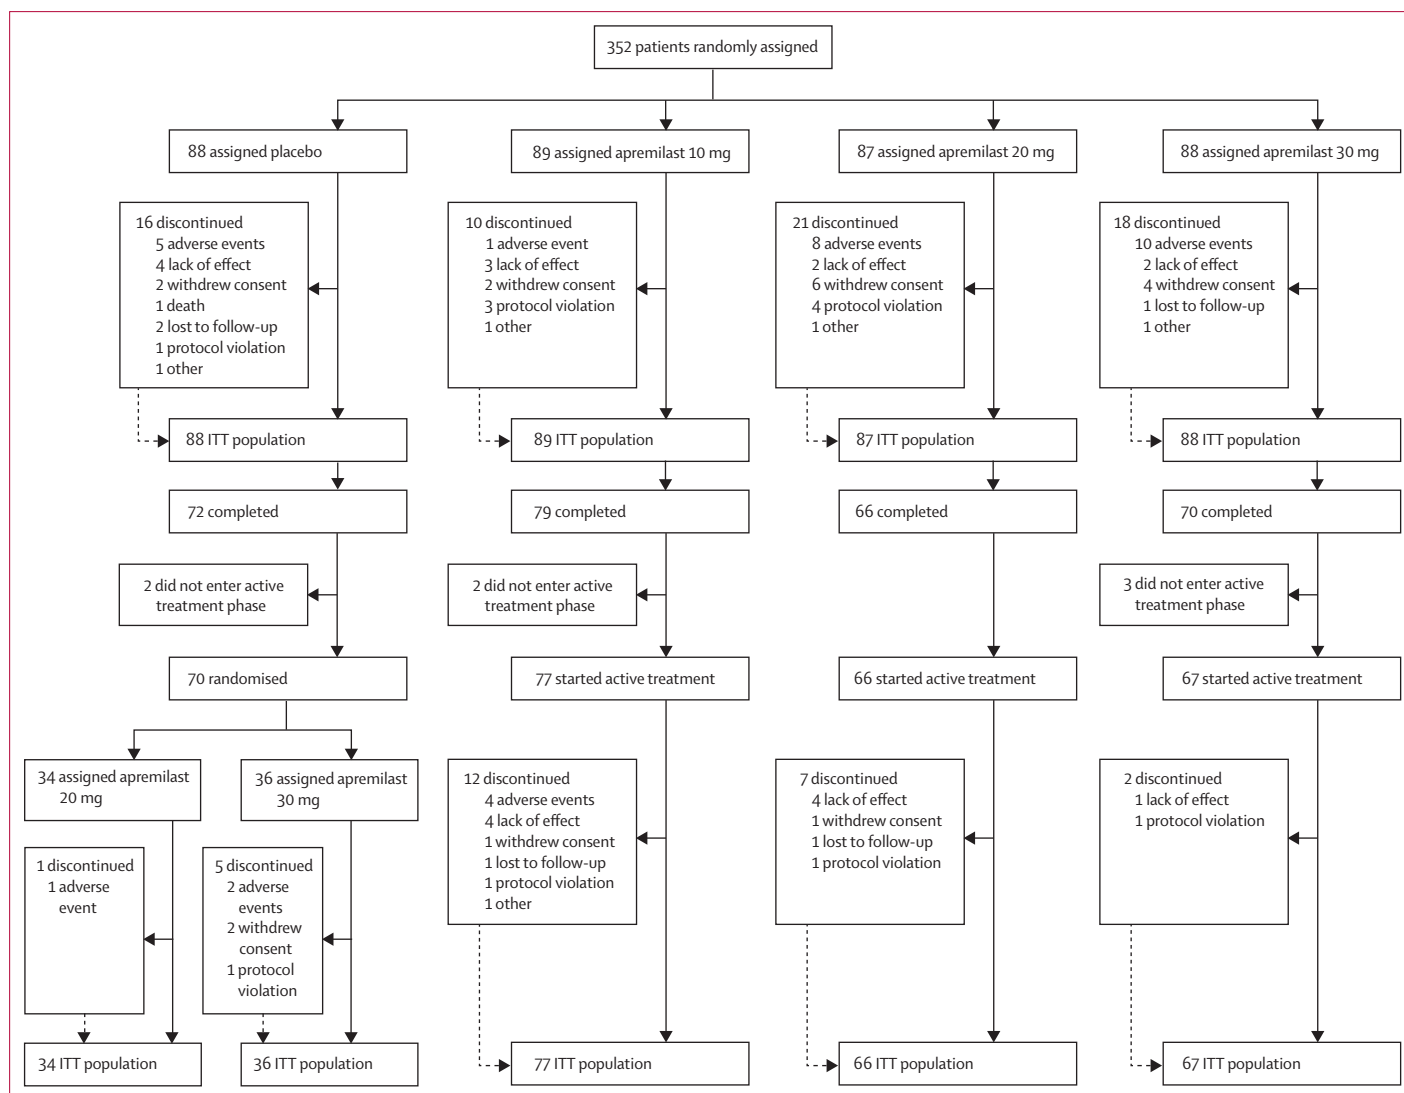 352 patients randomly assigned
88 assigned placebo
89 assigned apremilast 10 mg
87 assigned apremilast 20 mg
88 assigned apremilast 30 mg
16 discontinued
5 adverse events
4 lack of effect
2 withdrew consent
1 death
2 lost to follow-up
1 protocol violation
1 other
10 discontinued
1 adverse event
3 lack of effect
2 withdrew consent
3 protocol violation
1 other
21 discontinued
8 adverse events
2 lack of effect
6 withdrew consent
4 protocol violation
1 other
18 discontinued
10 adverse events
2 lack of effect
4 withdrew consent
1 lost to follow-up
1 other
88 ITT population
89 ITT population
87 ITT population
88 ITT population
72 completed
79 completed
66 completed
70 completed
2 did not enter active
treatment phase
2 did not enter active
treatment phase
3 did not enter active
treatment phase
70 randomised
77 started active treatment
66 started active treatment
67 started active treatment
34 assigned apremilast
20 mg
36 assigned apremilast
30 mg
12 discontinued
4 adverse events
4 lack of effect
1 withdrew consent
1 lost to follow-up
1 protocol violation
1 other
7 discontinued
4 lack of effect
1 withdrew consent
1 lost to follow-up
1 protocol violation
2 discontinued
1 lack of effect
1 protocol violation
1 discontinued
1 adverse
event
5 discontinued
2 adverse
events
2 withdrew
consent
1 protocol
violation
34 ITT population
36 ITT population
77 ITT population
66 ITT population
67 ITT population